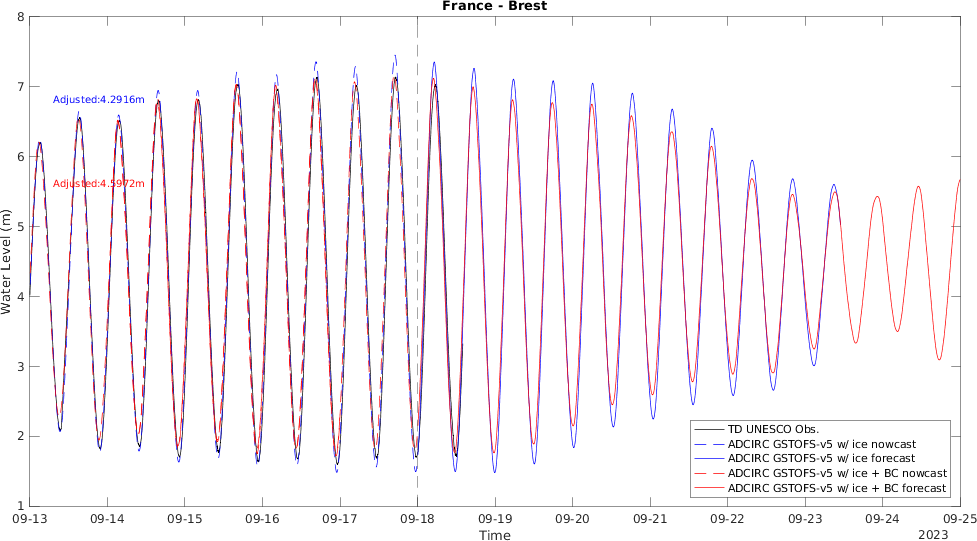 France - Brest
8
7
6
5
4
3
2
1
Water Level (m)
Adjusted:4.2916m
Adjusted:4.5972m
TD UNESCO Obs.
ADCIRC GSTOFS-v5 w/ ice nowcast
ADCIRC GSTOFS-v5 w/ ice forecast
ADCIRC GSTOFS-v5 w/ ice + BC nowcast
ADCIRC GSTOFS-v5 w/ ice + BC forecast
09-13 09-14 09-15 09-16 09-17 09-18 09-19 09-20 09-21 09-22 09-23 09-24 09-25
Time
2023